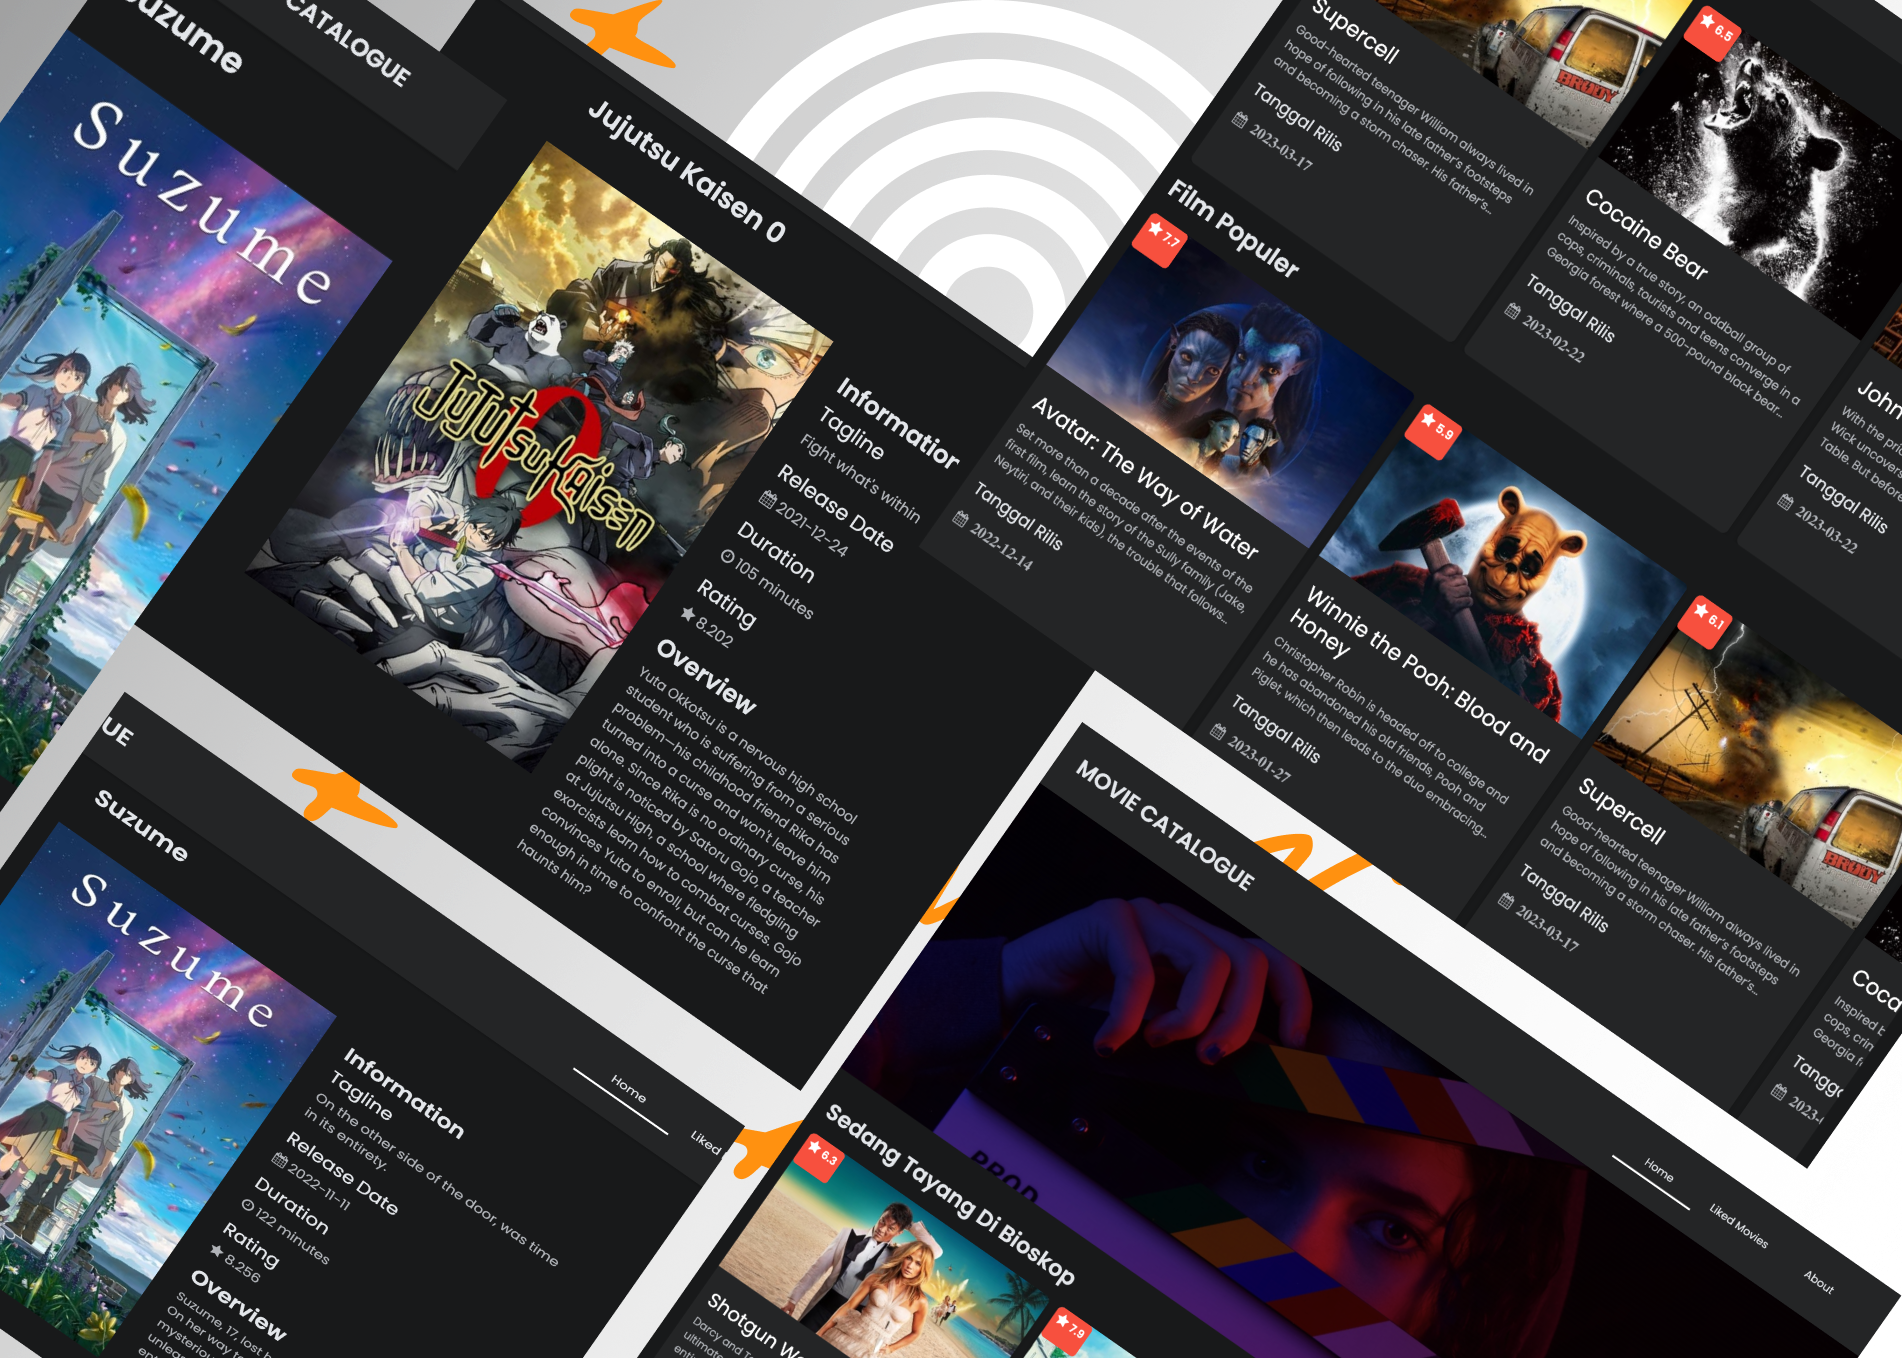 Suzume
CATALOGUE
Suzume
Jujutsu Kaisen 0
JujutsuKaisen
0
Information
Tagline
Fight what's within
Release Date
2021-12-24
Duration
105 minutes
Rating
8.202
Overview
Yuta Okkotsu is a nervous high school
student who is suffering from a serious
problem—his childhood friend Rika has
turned into a curse and won't leave him
alone. Since Rika is no ordinary curse, his
plight is noticed by Satoru Gojo, a teacher
at Jujutsu High, a school where fledgling
exorcists learn how to combat curses. Gojo
convinces Yuta to enroll, but can he learn
enough in time to confront the curse that
haunts him?
Supercell
Good-hearted teenager William always lived in
hope of following in his late father's footsteps
and becoming a storm chaser. His father's...
Tanggal Rilis
2023-03-17
BRODY
6.5
Cocaine Bear
Inspired by a true story, an oddball group of
cops, criminals, tourists and teens converge in a
Georgia forest where a 500-pound black bear...
Tanggal Rilis
2023-02-22
John
With the pri
Wick uncove
Table. But befo
Tanggal Rilis
2023-03-22
Film Populer
7.7
Avatar: The Way of Water
Set more than a decade after the events of the
first film, learn the story of the Sully family (Jake,
Neytiri, and their kids), the trouble that follows...
Tanggal Rilis
2022-12-14
5.9
Winnie the Pooh: Blood and
Honey
Christopher Robin is headed off to college and
he has abandoned his old friends, Pooh and
Piglet, which then leads to the duo embracing...
Tanggal Rilis
2023-01-27
6.1
BRODY
Supercell
Good-hearted teenager William always lived in
hope of following in his late father's footsteps
and becoming a storm chaser. His father's...
Tanggal Rilis
2023-03-17
Coca
Inspired b
cops, crim
Georgia f
Tangga
2023-
UE
Home
Liked
Suzume
Suzume
Information
Tagline
On the other side of the door, was time
in its entirety.
Release Date
2022-11-11
Duration
122 minutes
Rating
8.256
Overview
Suzume, 17, lost h
On her way to
mysteriou
unlea
MOVIE CATALOGUE
Home
Liked Movies
About
PROD
Sedang Tayang Di Bioskop
6.3
Shotgun We
Darcy and To
ultimate
enti
7.9